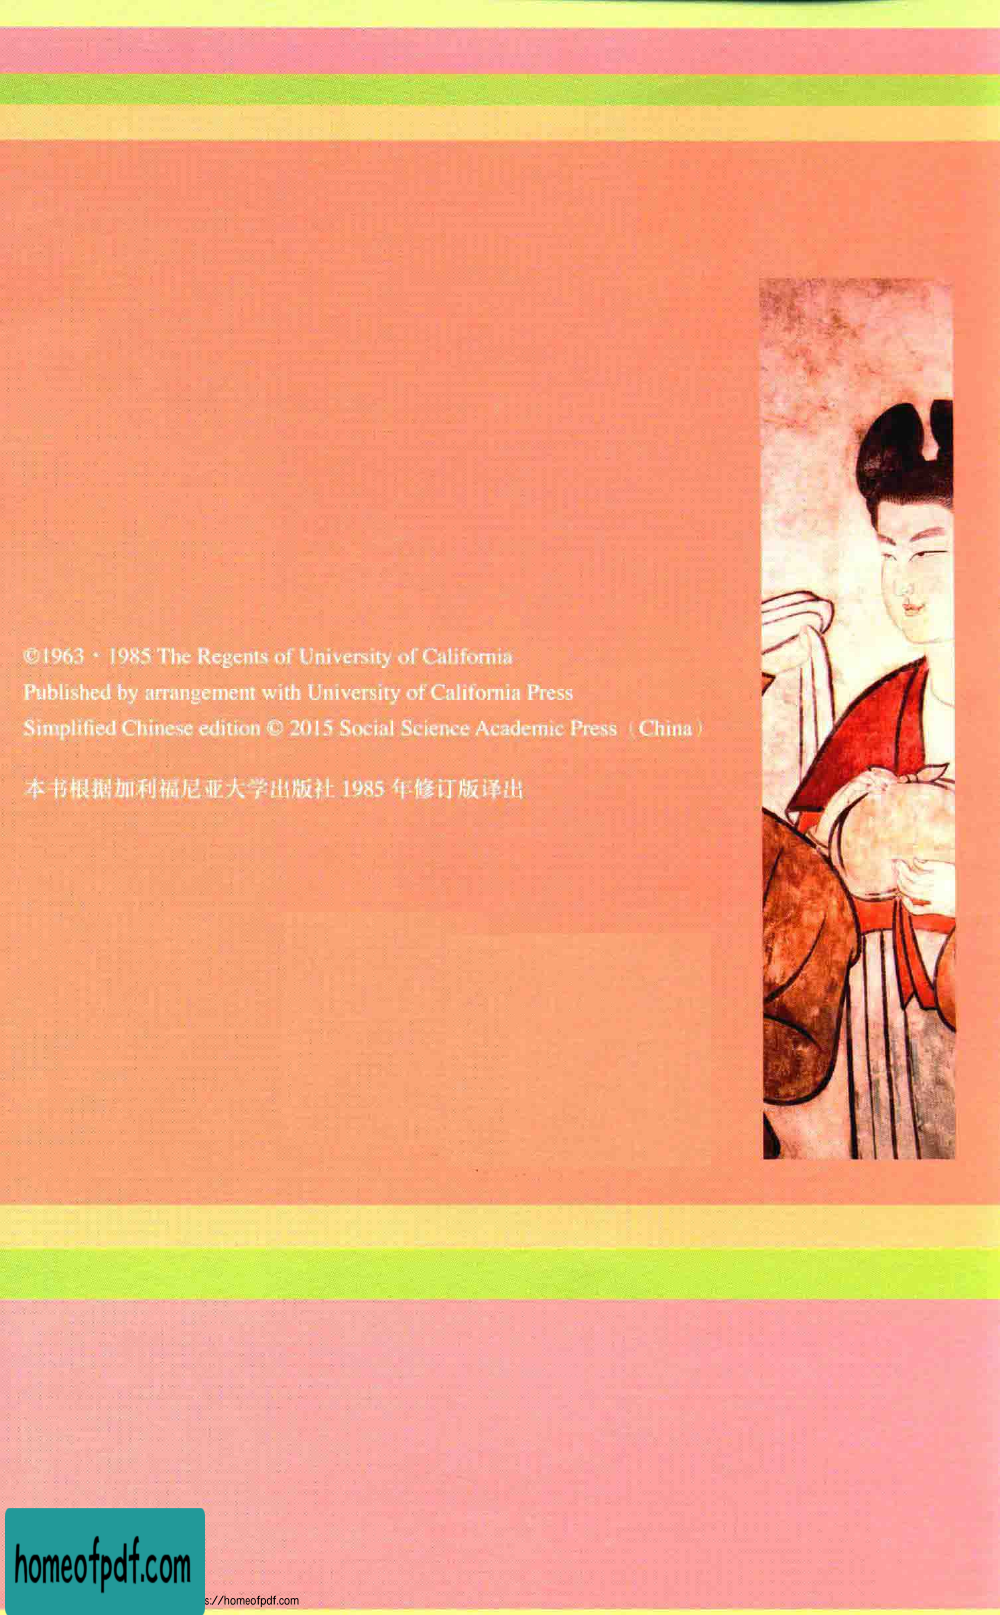 ©1963・1985 The Regents of University of California
Published by arrangement with University of California Press
Simplified Chinese edition © 2015 Social Science Academic Press（China）
本书根据加利福尼亚大学出版社 1985 年修订版译出
homeofpdf.com
s://homeofpdf.com